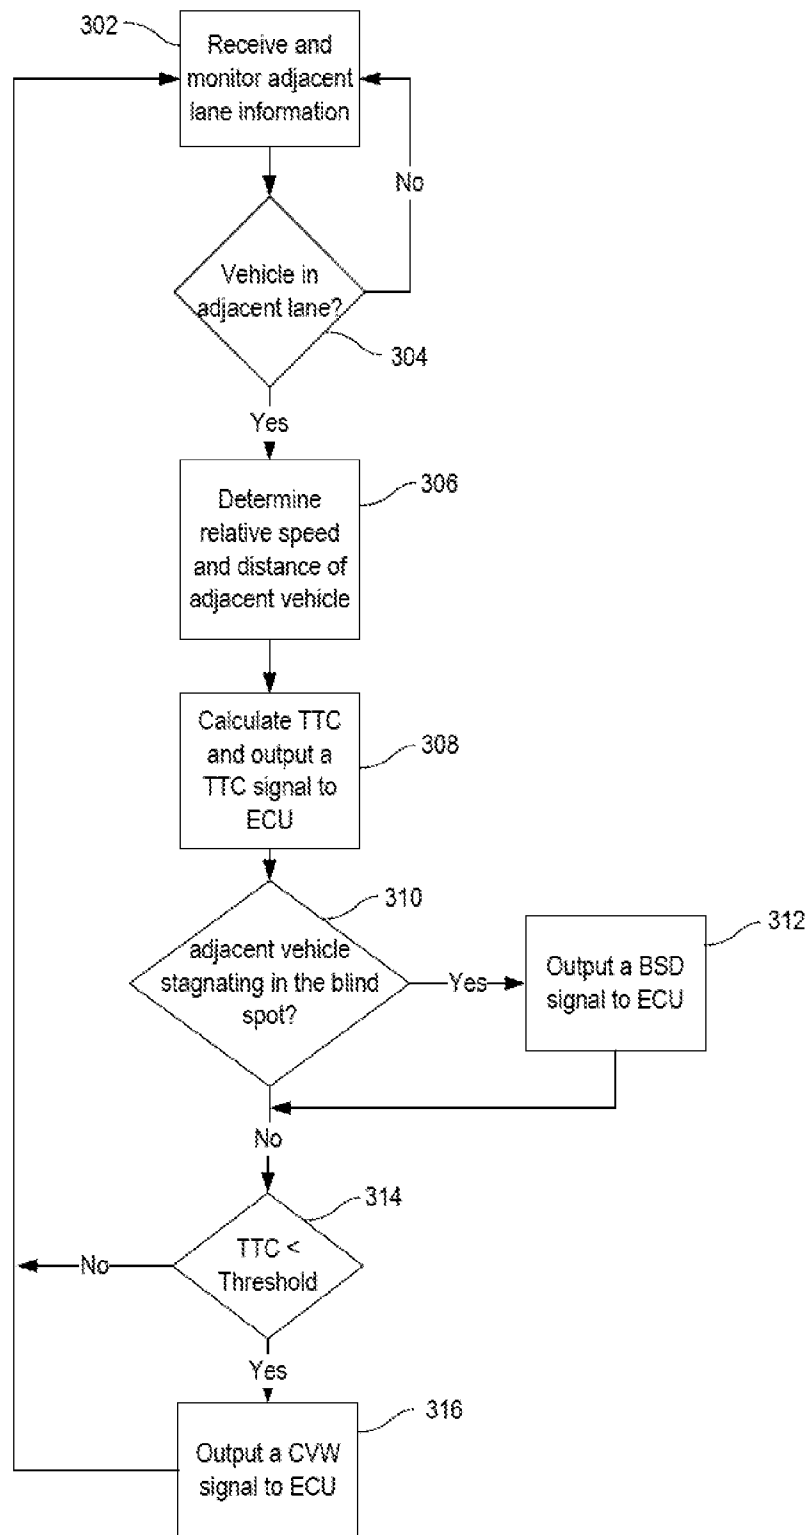 302
Receive and
monitor adjacent
lane information
No
Vehicle in
adjacent lane?
304
Yes
306
Determine
relative speed
and distance of
adjacent vehicle
Calculate TTC
and output a
TTC signal to
ECU
308
310
adjacent vehicle
stagnating in the blind
spot?
Yes
312
Output a BSD
signal to ECU
No
314
TTC <
Threshold
No
Yes
316
Output a CVW
signal to ECU